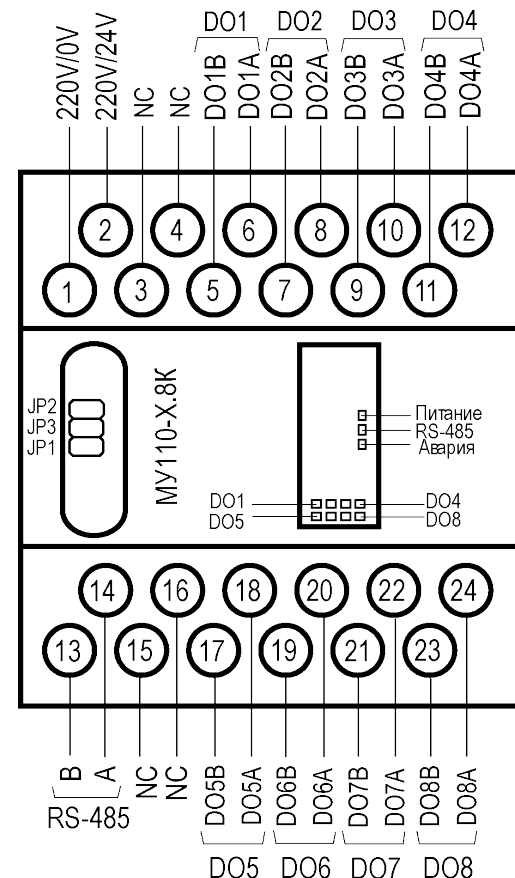 DO1 DO2 DO3 DO4
220V/0V 220V/24V NC NC DO1B DO1A DO2B DO2A DO3B DO3A DO4B DO4A
2 4 6 8 10 12
1 3 5 7 9 11
JP2
JP3
JP1
МУ110-Х.8К
Питание
RS-485
Авария
DO1 DO4
DO5 DO8
14 16 18 20 22 24
13 15 17 19 21 23
B A NC NC DO5B DO5A DO6B DO6A DO7B DO7A DO8B DO8A
RS-485
DO5 DO6 DO7 DO8